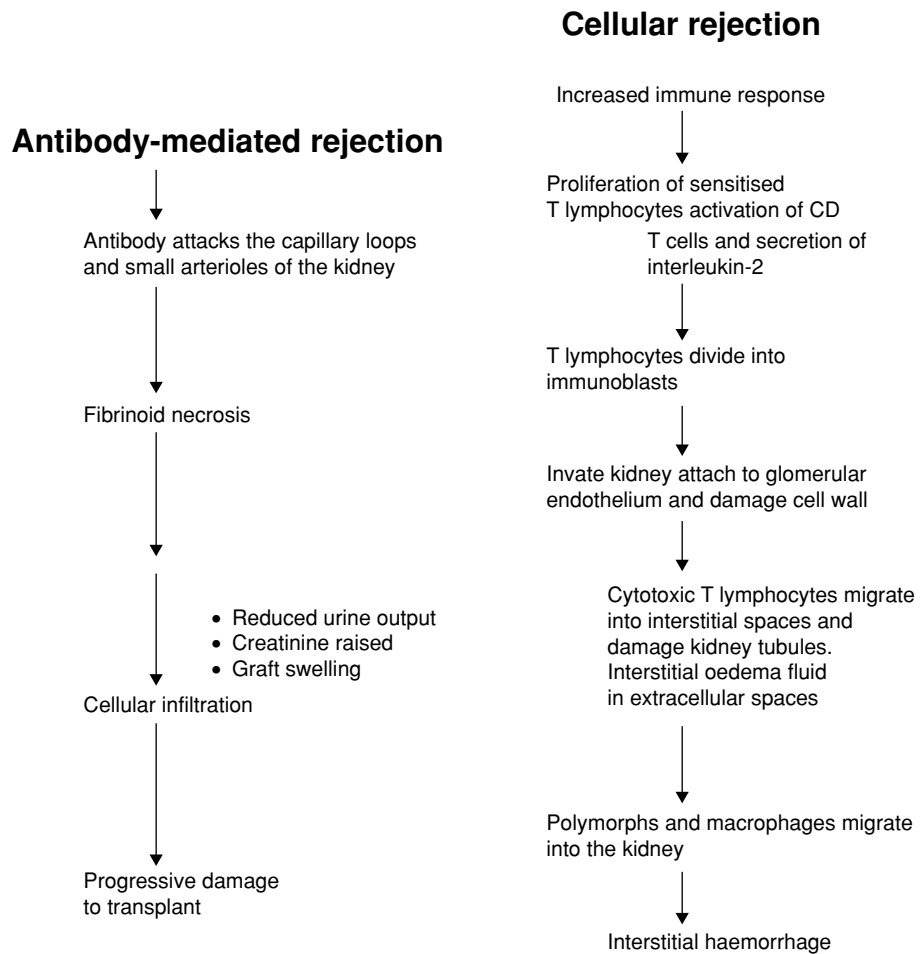 Antibody-mediated rejection
Antibody attacks the capillary loops
and small arterioles of the kidney
Fibrinoid necrosis
• Reduced urine output
• Creatinine raised
• Graft swelling
Cellular infiltration
Progressive damage
to transplant
Cellular rejection
Increased immune response
Proliferation of sensitised
T lymphocytes activation of CD
T cells and secretion of
interleukin-2
T lymphocytes divide into
immunoblasts
Invate kidney attach to glomerular
endothelium and damage cell wall
Cytotoxic T lymphocytes migrate
into interstitial spaces and
damage kidney tubules.
Interstitial oedema fluid
in extracellular spaces
Polymorphs and macrophages migrate
into the kidney
Interstitial haemorrhage